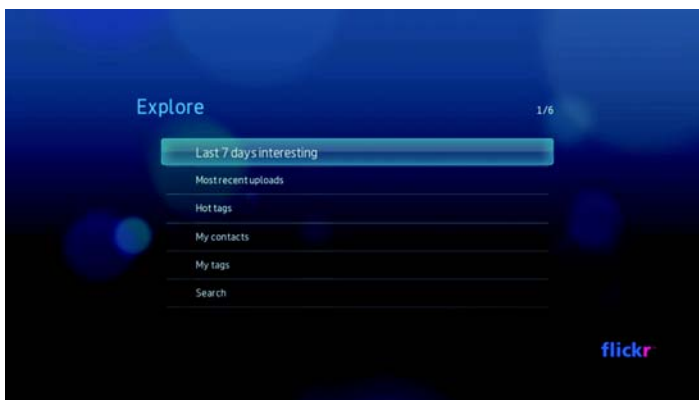 Explore
1/6
Last 7 days interesting
Most recent uploads
Hot tags
My contacts
My tags
Search
flickr